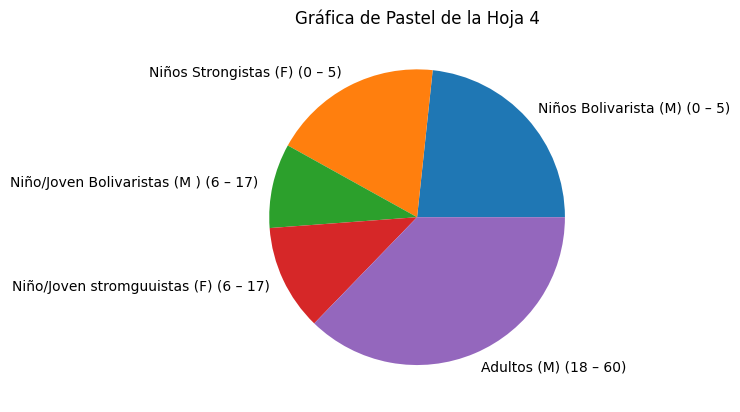 Gráfica de Pastel de la Hoja 4
Niños Strongistas (F) (0 – 5)
Niños Bolivarista (M) (0 – 5)
Niño/Joven Bolivaristas (M ) (6 – 17)
Niño/Joven stromguuistas (F) (6 – 17)
Adultos (M) (18 – 60)